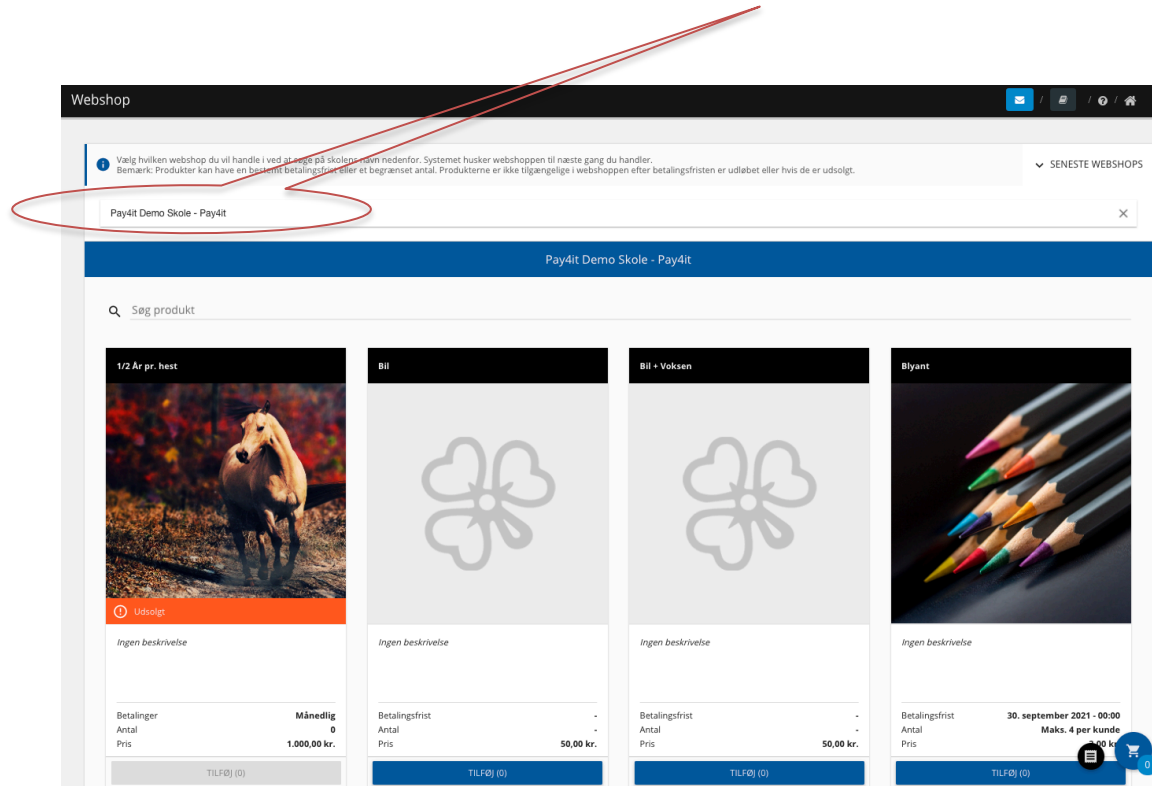 Webshop
/ / /
Vælg hvilken webshop du vil handle i ved at søge på skolens navn nedenfor. Systemet husker webshoppen til næste gang du handler.
Bemærk: Produkter kan have en bestemt betalingsfrist eller et begrænset antal. Produkterne er ikke tilgængelige i webshoppen efter betalingsfristen er udløbet eller hvis de er udsolgt.
SENESTE WEBSHOPS
Pay4it Demo Skole - Pay4it
Pay4it Demo Skole - Pay4it
Søg produkt
1/2 År pr. hest
Udsolgt
Ingen beskrivelse
Betalinger Månedlig
Antal 0
Pris 1.000,00 kr.
TILFØJ (0)
Bil
Ingen beskrivelse
Betalingsfrist -
Antal -
Pris 50,00 kr.
TILFØJ (0)
Bil + Voksen
Ingen beskrivelse
Betalingsfrist -
Antal -
Pris 50,00 kr.
TILFØJ (0)
Blyant
Ingen beskrivelse
Betalingsfrist 30. september 2021 - 00:00
Antal Maks. 4 per kunde
Pris
TILFØJ (0)
0